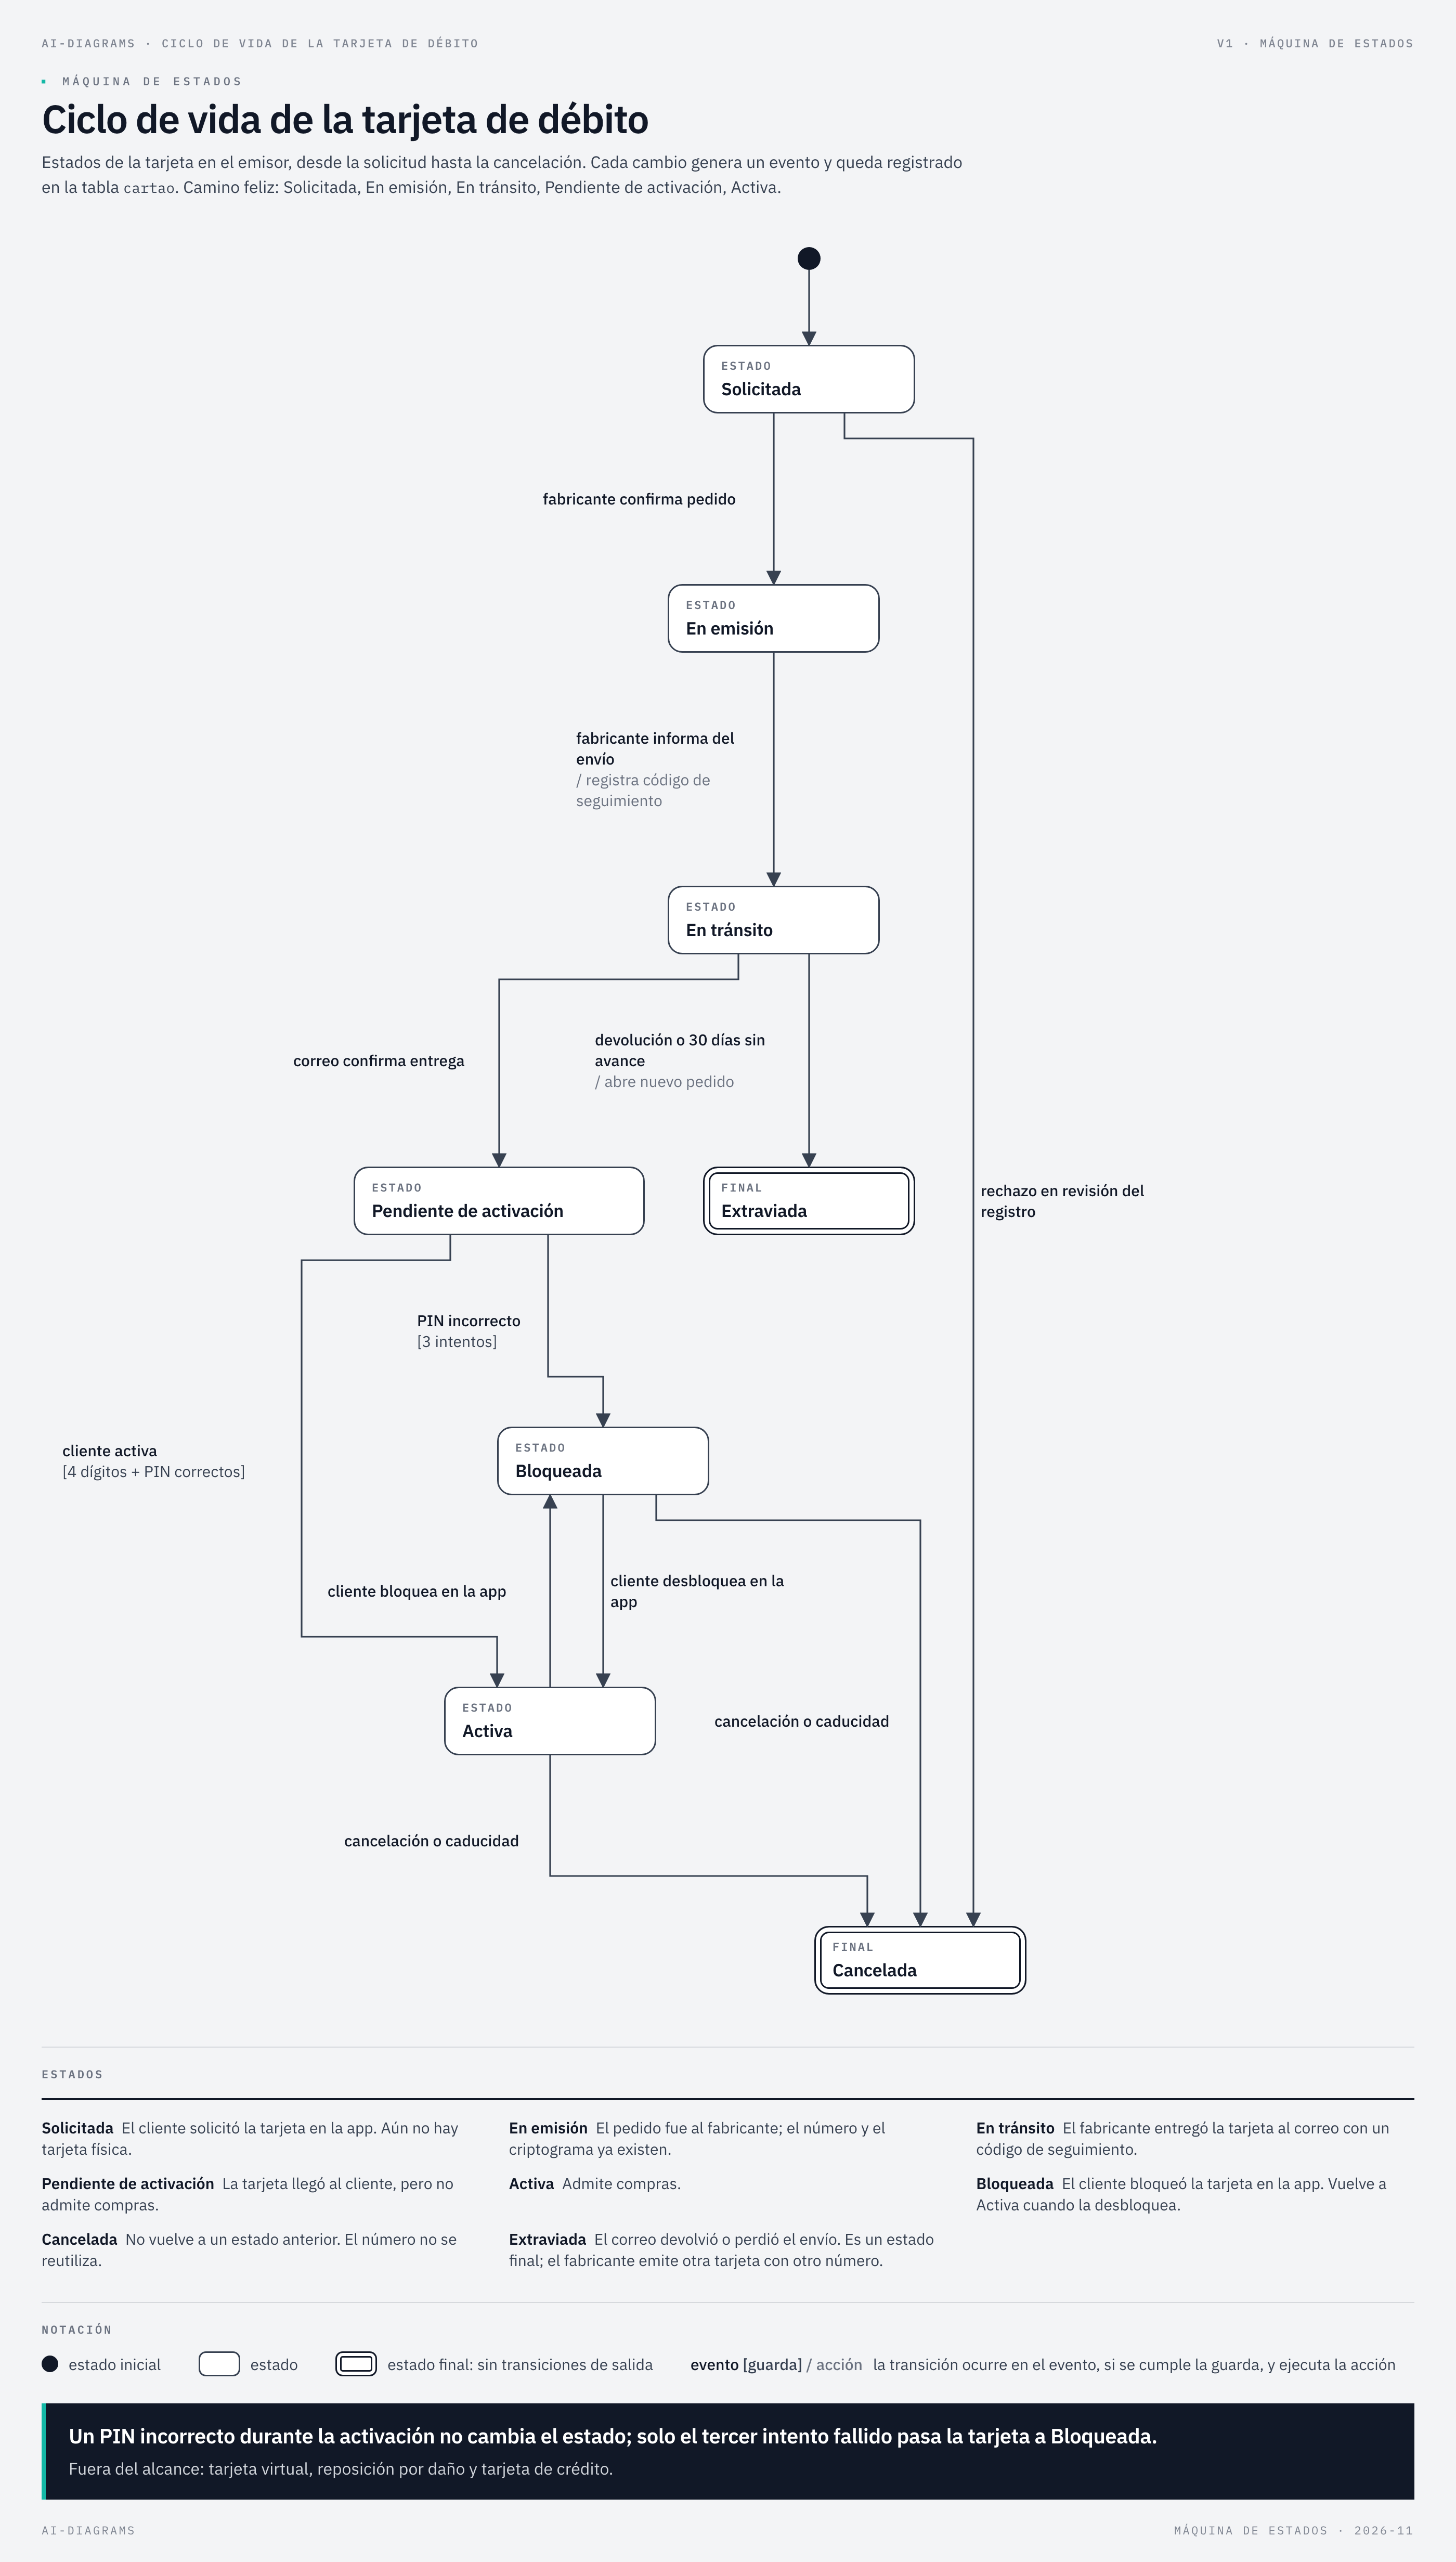 AI-DIAGRAMS · CICLO DE VIDA DE LA TARJETA DE DÉBITO
V1 · MÁQUINA DE ESTADOS
MÁQUINA DE ESTADOS
Ciclo de vida de la tarjeta de débito
Estados de la tarjeta en el emisor, desde la solicitud hasta la cancelación. Cada cambio genera un evento y queda registrado
en la tabla cartao. Camino feliz: Solicitada, En emisión, En tránsito, Pendiente de activación, Activa.
ESTADO
Solicitada
fabricante confirma pedido
ESTADO
En emisión
fabricante informa del
envío
/ registra código de
seguimiento
ESTADO
En tránsito
correo confirma entrega
devolución o 30 días sin
avance
/ abre nuevo pedido
ESTADO
Pendiente de activación
FINAL
Extraviada
rechazo en revisión del
registro
PIN incorrecto
[3 intentos]
cliente activa
[4 dígitos + PIN correctos]
ESTADO
Bloqueada
cliente bloquea en la app
cliente desbloquea en la
app
ESTADO
Activa
cancelación o caducidad
cancelación o caducidad
FINAL
Cancelada
ESTADOS
Solicitada El cliente solicitó la tarjeta en la app. Aún no hay
tarjeta física.
En emisión El pedido fue al fabricante; el número y el
criptograma ya existen.
En tránsito El fabricante entregó la tarjeta al correo con un
código de seguimiento.
Pendiente de activación La tarjeta llegó al cliente, pero no
admite compras.
Activa Admite compras.
Bloqueada El cliente bloqueó la tarjeta en la app. Vuelve a
Activa cuando la desbloquea.
Cancelada No vuelve a un estado anterior. El número no se
reutiliza.
Extraviada El correo devolvió o perdió el envío. Es un estado
final; el fabricante emite otra tarjeta con otro número.
NOTACIÓN
estado inicial
estado
estado final: sin transiciones de salida
evento [guarda] / acción la transición ocurre en el evento, si se cumple la guarda, y ejecuta la acción
Un PIN incorrecto durante la activación no cambia el estado; solo el tercer intento fallido pasa la tarjeta a Bloqueada.
Fuera del alcance: tarjeta virtual, reposición por daño y tarjeta de crédito.
AI-DIAGRAMS
MÁQUINA DE ESTADOS · 2026-11